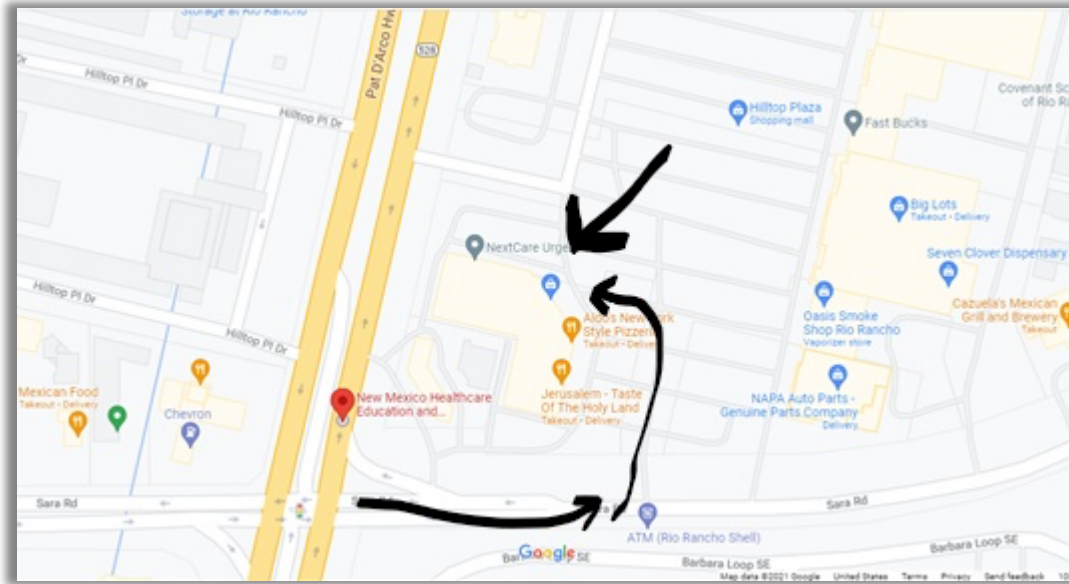 Storage at Rio Rancho
Pat D'Arco Hwy
528
Hilltop Pl Dr
Hilltop Pl Dr
Hilltop Plaza
Shopping mall
Fast Bucks
Covenant Sc
of Rio Ra
Big Lots
Takeout - Delivery
NextCare Urge
Seven Clover Dispensary
Hilltop Pl Dr
Hilltop Pl Dr
Aldo's New York
Style Pizzeria
Takeout - Delivery
Oasis Smoke
Shop Rio Rancho
Vaporizer store
Cazuela's Mexican
Grill and Brewery
Takeout
Mexican Food
Takeout - Delivery
Chevron
New Mexico Healthcare
Education and...
Jerusalem - Taste
Of The Holy Land
Takeout - Delivery
NAPA Auto Parts -
Genuine Parts Company
Delivery
Sara Rd
Sara Rd
ATM (Rio Rancho Shell)
Google
Barbara Loop SE
Barbara Loop SE
Map data ©2021 Google United States Terms Privacy Send feedback